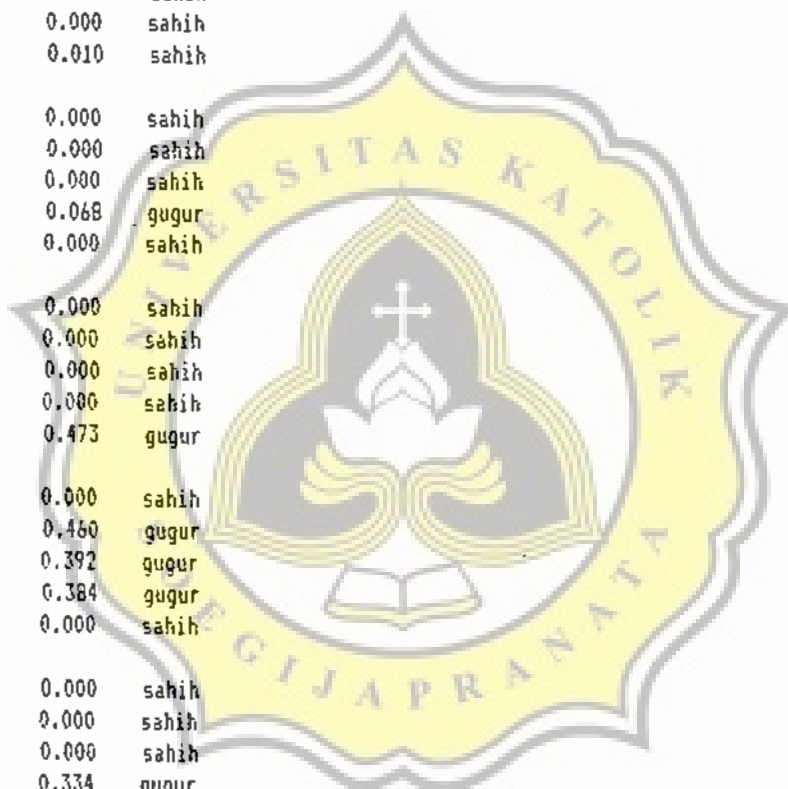 sahih
0.000 sahih
0.010 sahih
0.000 sahih
0.000 sahih
0.000 sahih
0.068 gugur
0.000 sahih
0.000 sahih
0.000 sahih
0.000 sahih
0.000 sahih
0.473 gugur
0.000 sahih
0.460 gugur
0.392 gugur
0.384 gugur
0.000 sahih
0.000 sahih
0.000 sahih
0.000 sahih
0.334 gugur
UNIVERSITAS KATOLIK
SOEGIJAPRANATA